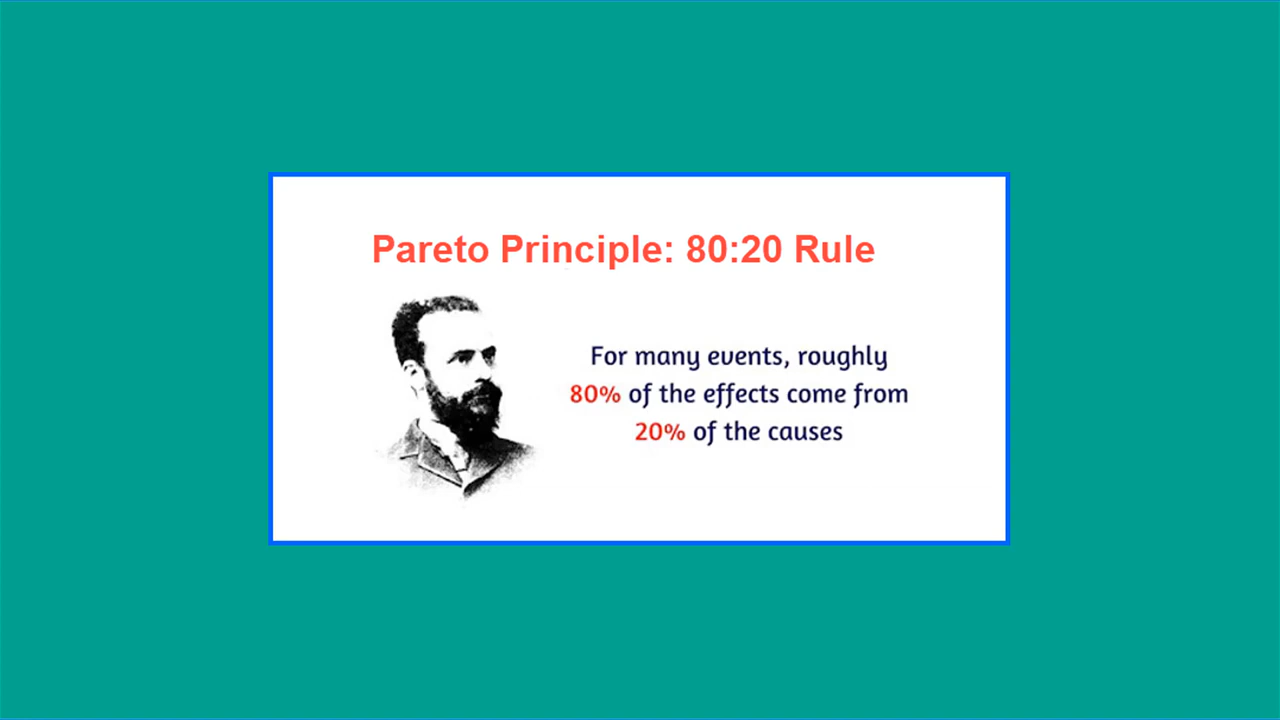 Pareto Principle: 80:20 Rule
For many events, roughly
80% of the effects come from
20% of the causes